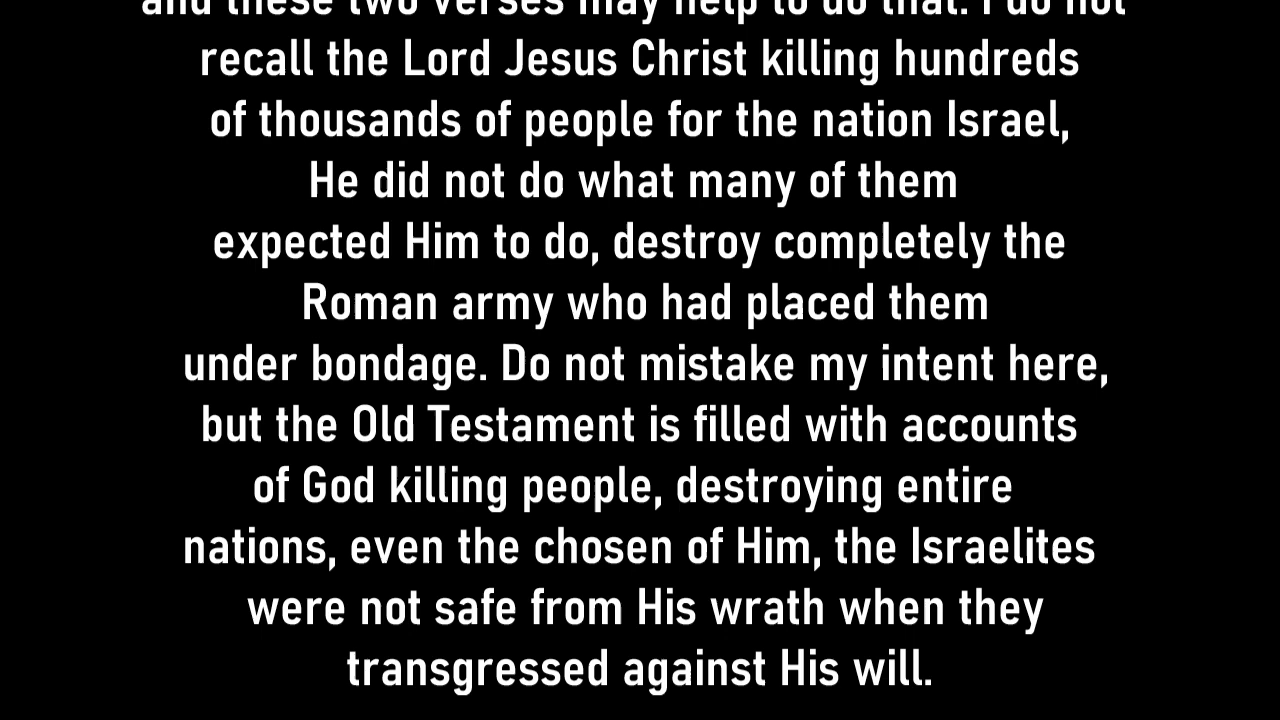 and these two verses may help to do that. I do not
recall the Lord Jesus Christ killing hundreds
of thousands of people for the nation Israel,
He did not do what many of them
expected Him to do, destroy completely the
Roman army who had placed them
under bondage. Do not mistake my intent here,
but the Old Testament is filled with accounts
of God killing people, destroying entire
nations, even the chosen of Him, the Israelites
were not safe from His wrath when they
transgressed against His will.